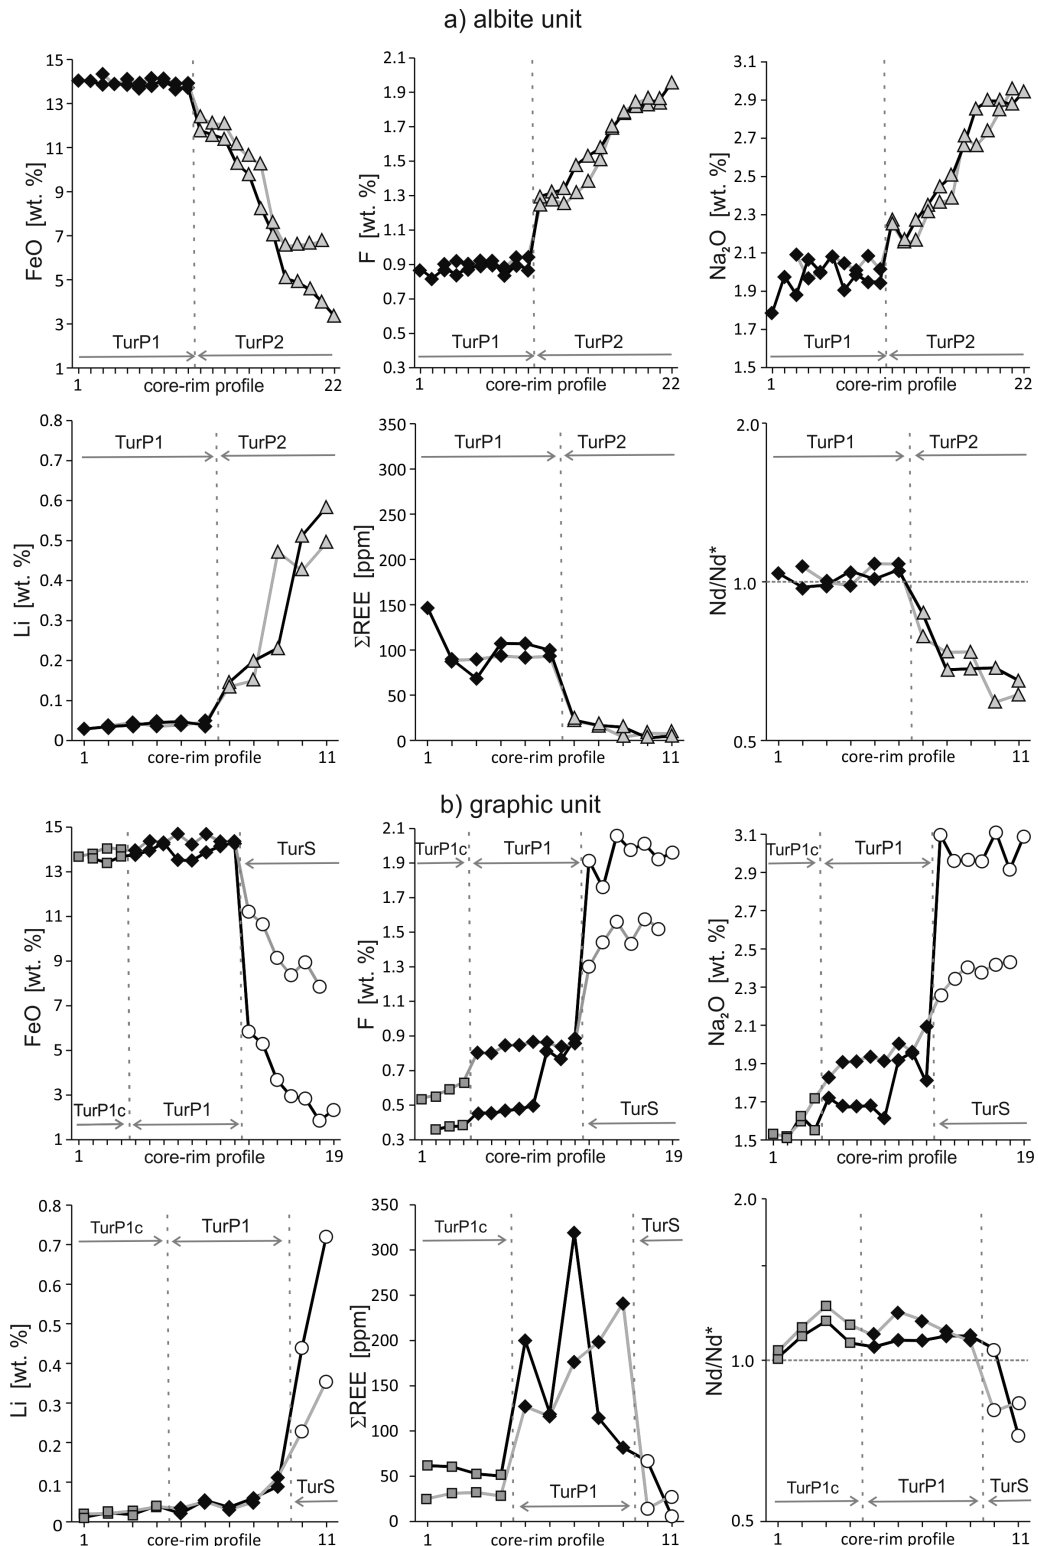 a) albite unit
FeO [wt. %]
15
13
11
9
7
5
3
1
TurP1
TurP2
1
core-rim profile
22
F [wt. %]
2.1
1.9
1.7
1.5
1.3
1.1
0.9
0.7
0.5
0.3
TurP1
TurP2
1
core-rim profile
22
Na2O [wt. %]
3.1
2.9
2.7
2.5
2.3
2.1
1.9
1.7
1.5
TurP1
TurP2
1
core-rim profile
22
Li [wt. %]
0.8
0.7
0.6
0.5
0.4
0.3
0.2
0.1
0
TurP1
TurP2
1
core-rim profile
11
ΣREE [ppm]
350
300
250
200
150
100
50
0
TurP1
TurP2
1
core-rim profile
11
Nd/Nd*
2.0
1.0
0.5
TurP1
TurP2
1
core-rim profile
11
b) graphic unit
FeO [wt. %]
15
13
11
9
7
5
3
1
TurS
TurP1c
TurP1
1
core-rim profile
19
F [wt. %]
2.1
1.9
1.7
1.5
1.3
1.1
0.9
0.7
0.5
0.3
TurP1c
TurP1
TurS
1
core-rim profile
19
Na2O [wt. %]
3.1
2.9
2.7
2.5
2.3
2.1
1.9
1.7
1.5
TurP1c
TurP1
TurS
1
core-rim profile
19
Li [wt. %]
0.8
0.7
0.6
0.5
0.4
0.3
0.2
0.1
0
TurP1c
TurP1
TurS
1
core-rim profile
11
ΣREE [ppm]
350
300
250
200
150
100
50
0
TurP1c
TurS
TurP1
1
core-rim profile
11
Nd/Nd*
2.0
1.0
0.5
TurP1c
TurP1
TurS
1
core-rim profile
11